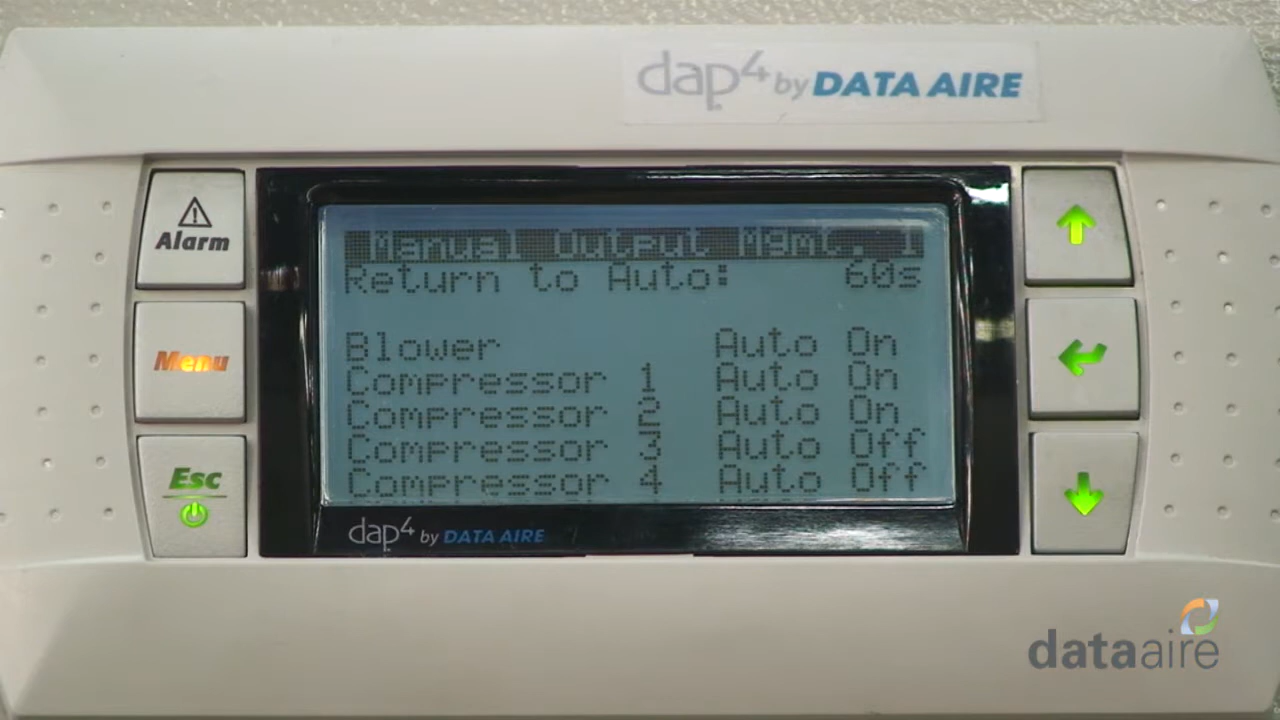 dap4 by DATA AIRE
Alarm
Menu
Esc
Manual Output Mgmt. 1
Return to Auto: 60s
Blower Auto On
Compressor 1 Auto On
Compressor 2 Auto On
Compressor 3 Auto Off
Compressor 4 Auto Off
dap4 by DATA AIRE
dataaire